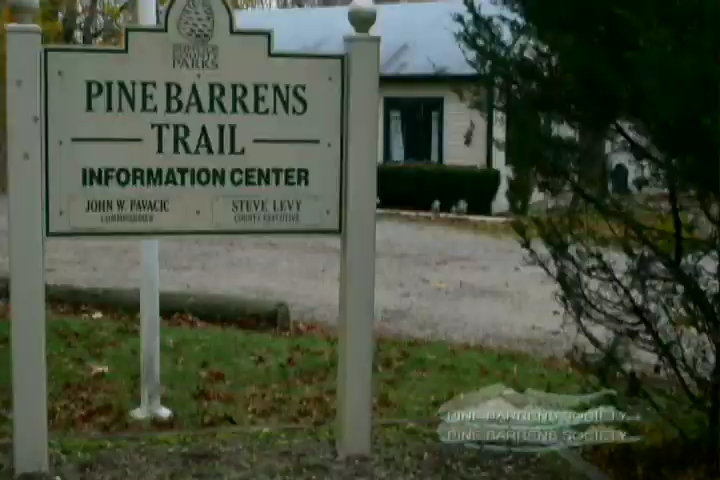 SUFFOLK
COUNTY
PARKS
PINE BARRENS
TRAIL
INFORMATION CENTER
JOHN W. PAVACIC
COMMISSIONER
STEVE LEVY
COUNTY EXECUTIVE
PINE BARRENS SOCIETY
PINE BARRENS SOCIETY